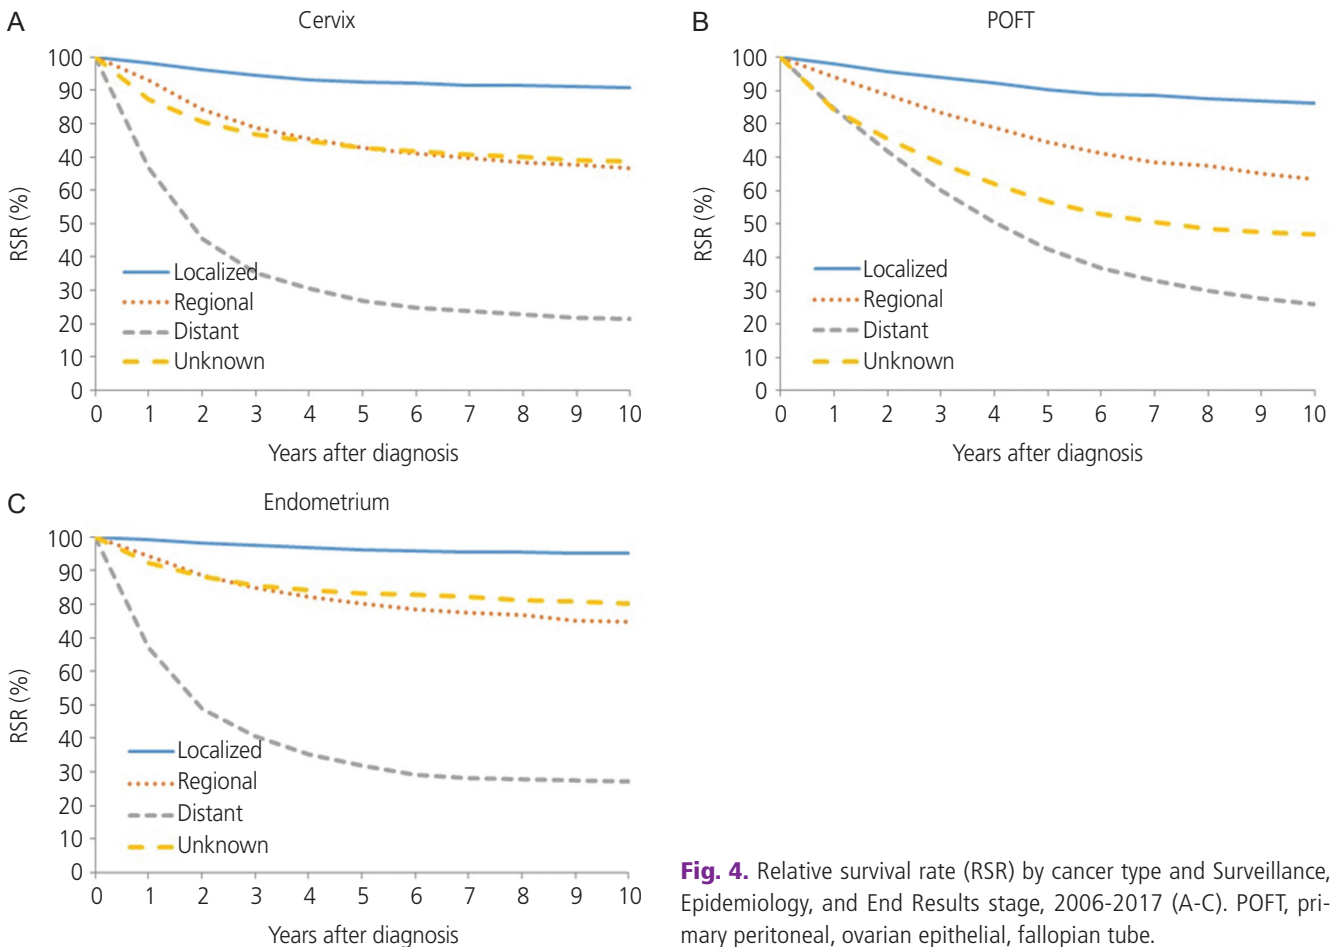 A
Cervix
100
90
80
40
60
50
40
30
20
10
0
RSR (%)
Localized
Regional
Distant
Unknown
0 1 2 3 4 5 6 7 8 9 10
Years after diagnosis
B
POFT
100
90
80
40
60
50
40
30
20
10
0
RSR (%)
Localized
Regional
Distant
Unknown
0 1 2 3 4 5 6 7 8 9 10
Years after diagnosis
C
Endometrium
100
90
80
40
60
50
40
30
20
10
0
RSR (%)
Localized
Regional
Distant
Unknown
0 1 2 3 4 5 6 7 8 9 10
Years after diagnosis
Fig. 4. Relative survival rate (RSR) by cancer type and Surveillance,
Epidemiology, and End Results stage, 2006-2017 (A-C). POFT, pri-
mary peritoneal, ovarian epithelial, fallopian tube.